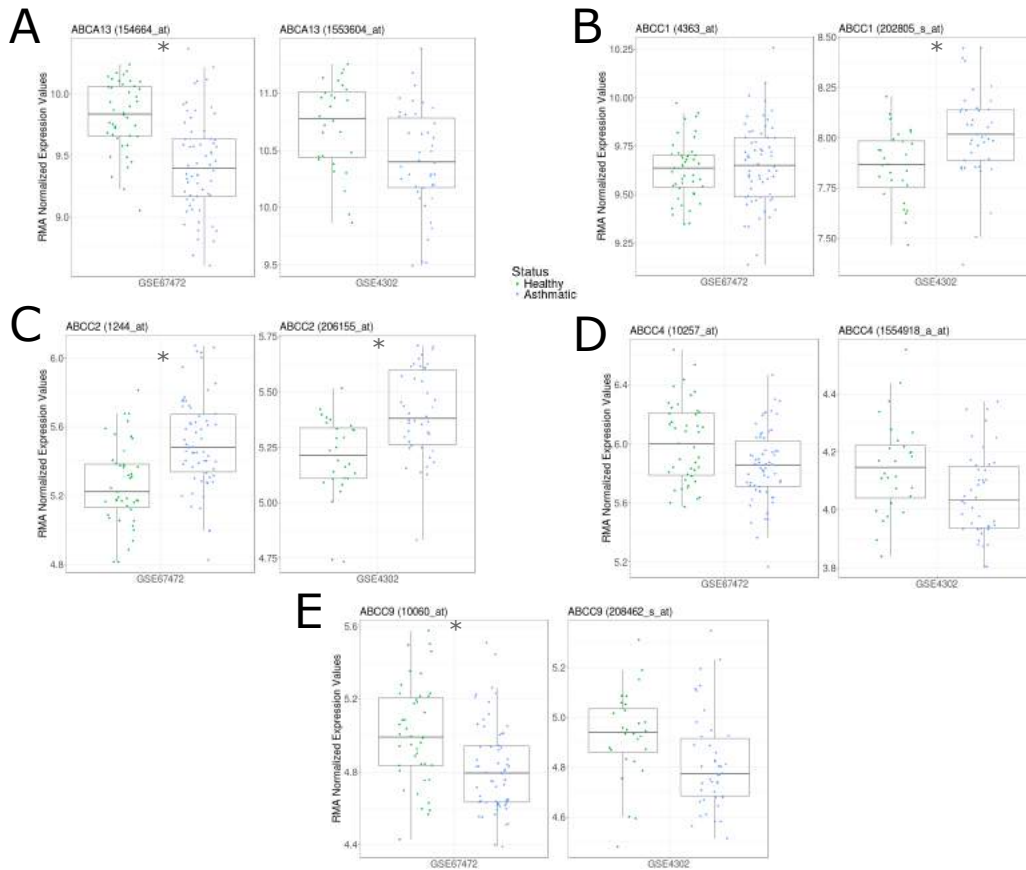 A
ABCA13 (154664_at)
*
ABCA13 (1553604_at)
RMA Normalized Expression Values
10.0
9.5
9.0
11.0
10.5
10.0
9.5
GSE67472
GSE4302
B
ABCC1 (4363_at)
ABCC1 (202805_s_at)
*
RMA Normalized Expression Values
10.25
10.00
9.75
9.50
9.25
8.50
8.25
8.00
7.75
7.50
GSE67472
GSE4302
Status
Healthy
Asthmatic
C
ABCC2 (1244_at)
*
ABCC2 (206155_at)
*
RMA Normalized Expression Values
6.0
5.6
5.2
4.8
5.75
5.50
5.25
5.00
4.75
GSE67472
GSE4302
D
ABCC4 (10257_at)
ABCC4 (1554918_a_at)
RMA Normalized Expression Values
6.4
6.0
5.6
5.2
4.4
4.2
4.0
3.8
GSE67472
GSE4302
E
ABCC9 (10060_at)
*
ABCC9 (208462_s_at)
RMA Normalized Expression Values
5.6
5.2
4.8
4.4
5.2
5.0
4.8
4.6
GSE67472
GSE4302